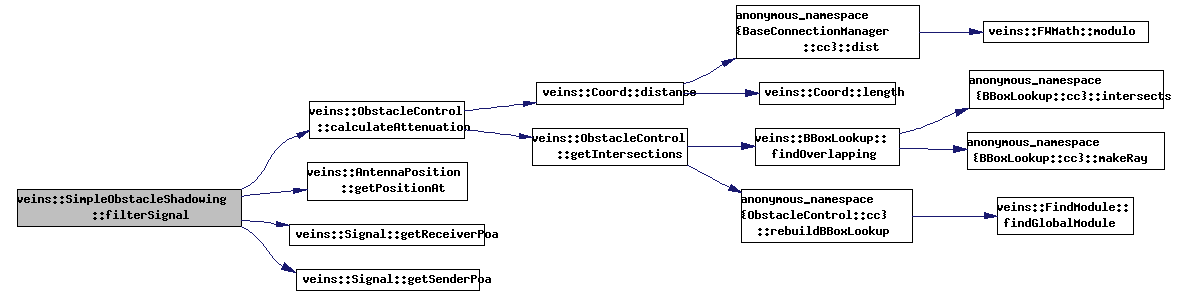 veins::SimpleObstacleShadowing
::filterSignal
veins::ObstacleControl
::calculateAttenuation
veins::AntennaPosition
::getPositionAt
veins::Signal::getReceiverPoa
veins::Signal::getSenderPoa
veins::Coord::distance
veins::ObstacleControl
::getIntersections
anonymous_namespace
{BaseConnectionManager
::cc}::dist
veins::Coord::length
veins::BBoxLookup::
findOverlapping
anonymous_namespace
{ObstacleControl::cc}
::rebuildBBoxLookup
veins::FWMath::modulo
anonymous_namespace
{BBoxLookup::cc}::intersects
anonymous_namespace
{BBoxLookup::cc}::makeRay
veins::FindModule::
findGlobalModule